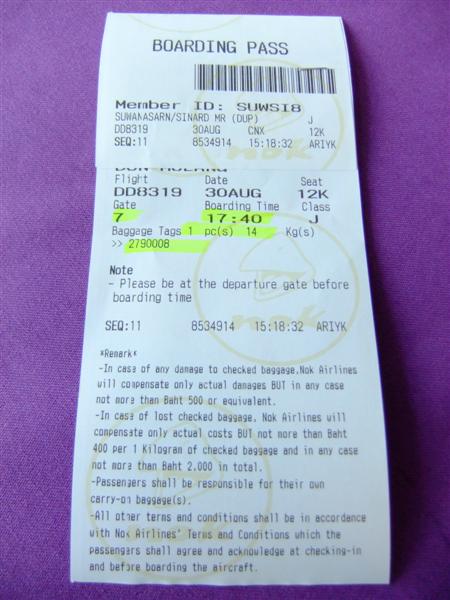 BOARDING PASS
Member ID: SUWSI8
SUWANASARN/SINARD MR (DUP) J
DD8319 30AUG CNX 12K
SEQ:11 8534914 15:18:32 ARIYK
nok
Flight Date Seat
DD8319 30AUG 12K
Gate Boarding Time Class
7 17:40 J
Baggage Tags 1 pc(s) 14 Kg(s)
>> 2790008
Note
- Please be at the departure gate before
boarding time
nok
SEQ:11 8534914 15:18:32 ARIYK
*Remark*
-In case of any damage to checked baggage,Nok Airlines
will compensate only actual damages BUT in any case
not more than Baht 500 or equivalent.
-In case of lost checked baggage, Nok Airlines will
compensate only actual costs BUT not more than Baht
400 per 1 Kilogram of checked baggage and in any case
not more than Baht 2,000 in total.
-Passengers shall be responsible for their own
carry-on baggage(s).
-All other terms and conditions shall be in accordance
with Nok Airlines' Terms and Conditions which the
passengers shall agree and acknowledge at checking-in
and before boarding the aircraft.